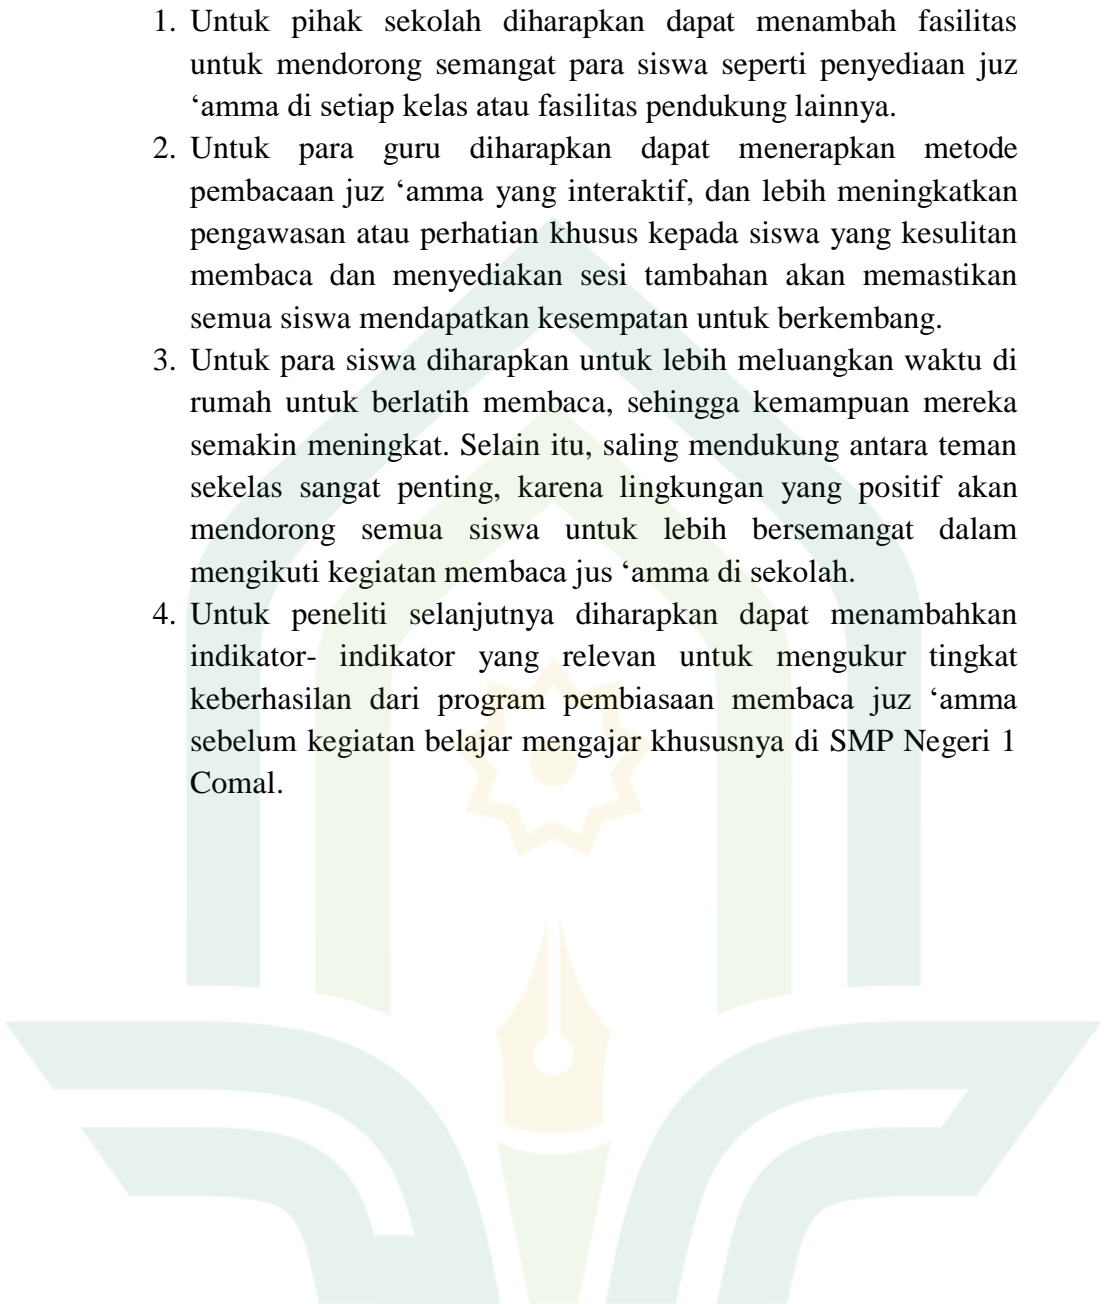 1. Untuk pihak sekolah diharapkan dapat menambah fasilitas
untuk mendorong semangat para siswa seperti penyediaan juz
‘amma di setiap kelas atau fasilitas pendukung lainnya.
2. Untuk para guru diharapkan dapat menerapkan metode
pembacaan juz ‘amma yang interaktif, dan lebih meningkatkan
pengawasan atau perhatian khusus kepada siswa yang kesulitan
membaca dan menyediakan sesi tambahan akan memastikan
semua siswa mendapatkan kesempatan untuk berkembang.
3. Untuk para siswa diharapkan untuk lebih meluangkan waktu di
rumah untuk berlatih membaca, sehingga kemampuan mereka
semakin meningkat. Selain itu, saling mendukung antara teman
sekelas sangat penting, karena lingkungan yang positif akan
mendorong semua siswa untuk lebih bersemangat dalam
mengikuti kegiatan membaca jus ‘amma di sekolah.
4. Untuk peneliti selanjutnya diharapkan dapat menambahkan
indikator- indikator yang relevan untuk mengukur tingkat
keberhasilan dari program pembiasaan membaca juz ‘amma
sebelum kegiatan belajar mengajar khususnya di SMP Negeri 1
Comal.